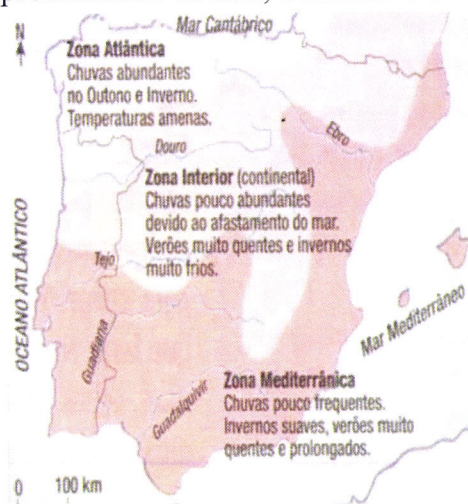 N
Mar Cantábrico
Zona Atlântica
Chuvas abundantes
no Outono e Inverno.
Temperaturas amenas.
Douro
Ebro
Zona Interior (continental)
Chuvas pouco abundantes
devido ao afastamento do mar.
Verões muito quentes e invernos
muito frios.
Tejo
OCEANO ATLÂNTICO
Guadiana
Mar Mediterrâneo
Guadalquivir
Zona Mediterrânica
Chuvas pouco frequentes.
Invernos suaves, verões muito
quentes e prolongados.
0 100 km